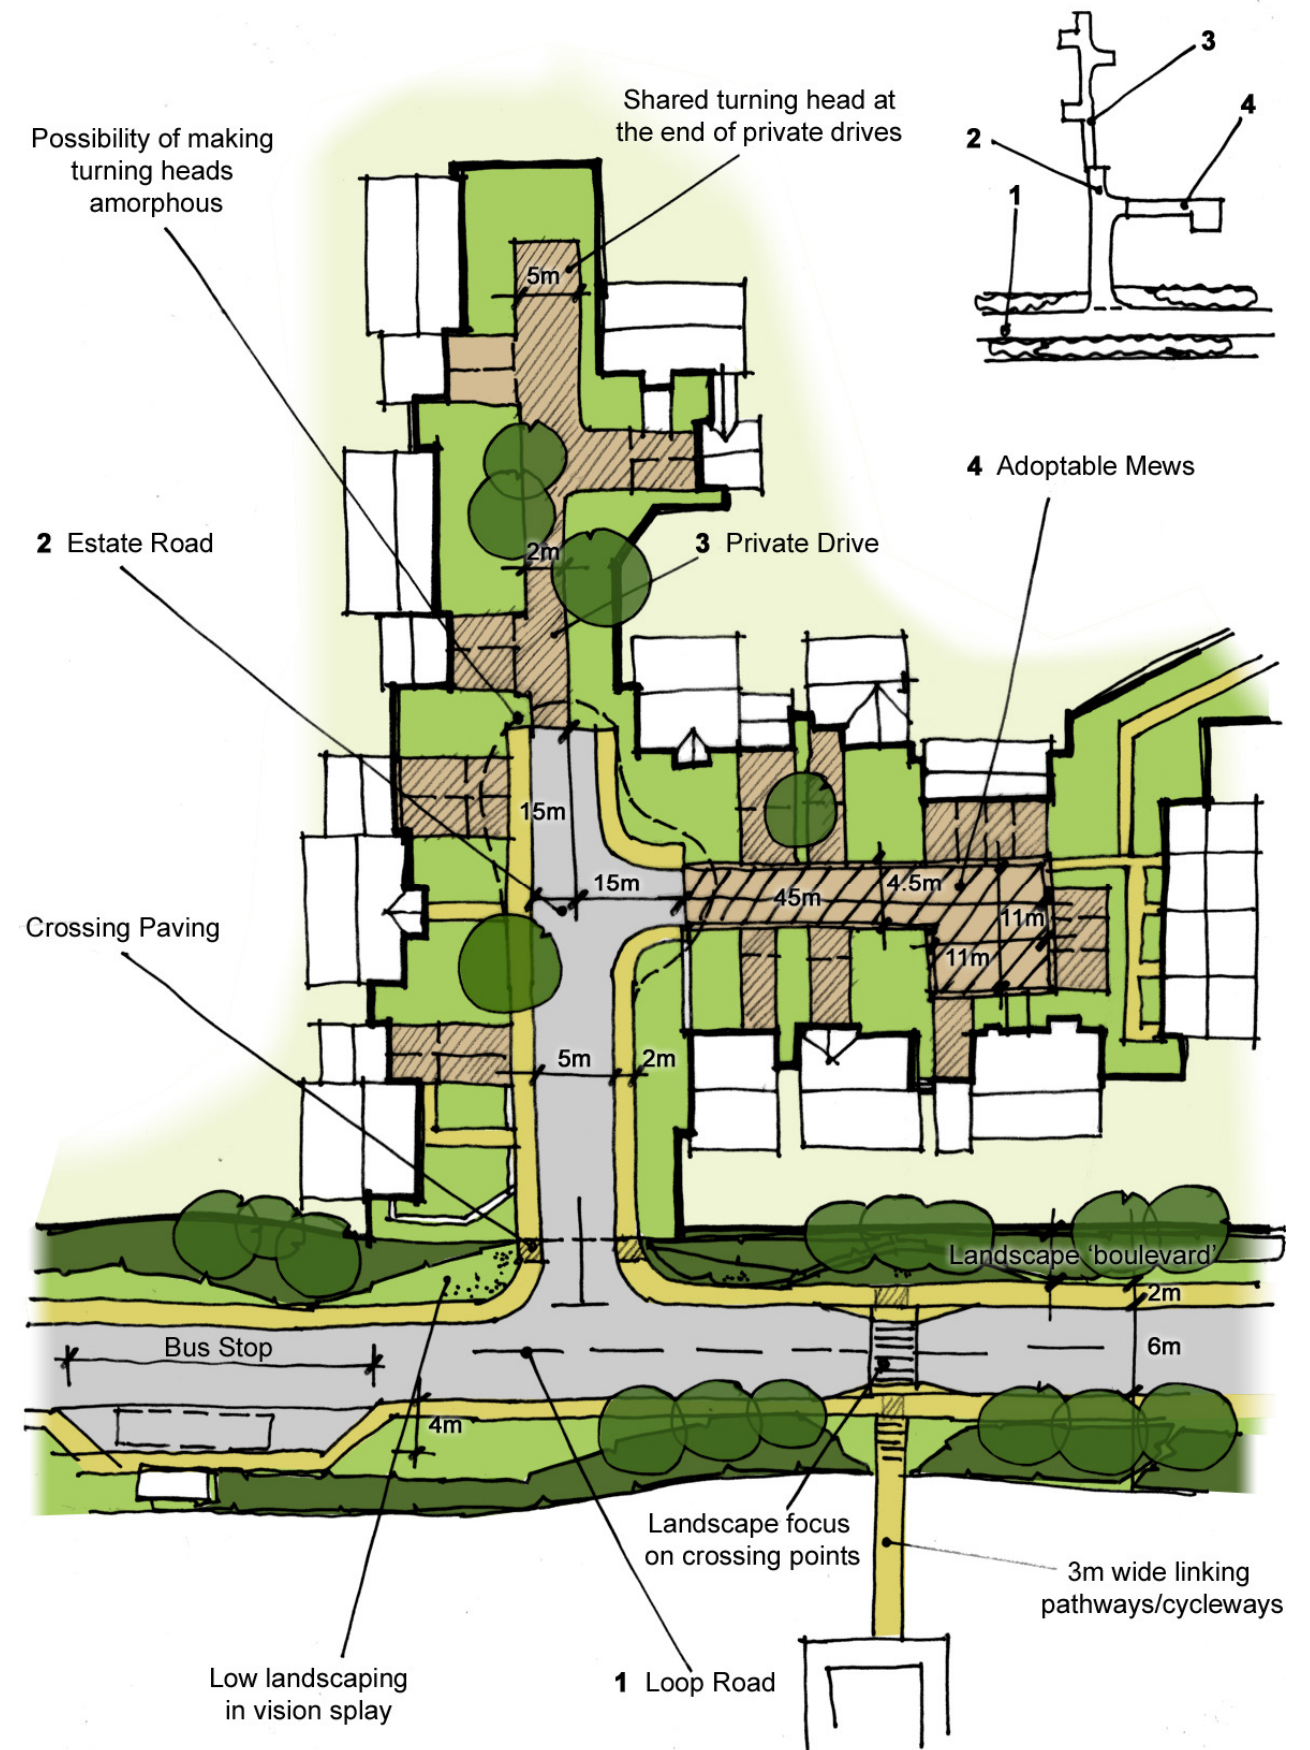 Shared turning head at
the end of private drives
Possibility of making
turning heads
amorphous
3
4
2
1
5m
4 Adoptable Mews
2 Estate Road
2m
3 Private Drive
15m
15m
45m
4.5m
11m
11m
Crossing Paving
5m
2m
Landscape 'boulevard'
2m
Bus Stop
6m
4m
Landscape focus
on crossing points
3m wide linking
pathways/cycleways
Low landscaping
in vision splay
1 Loop Road